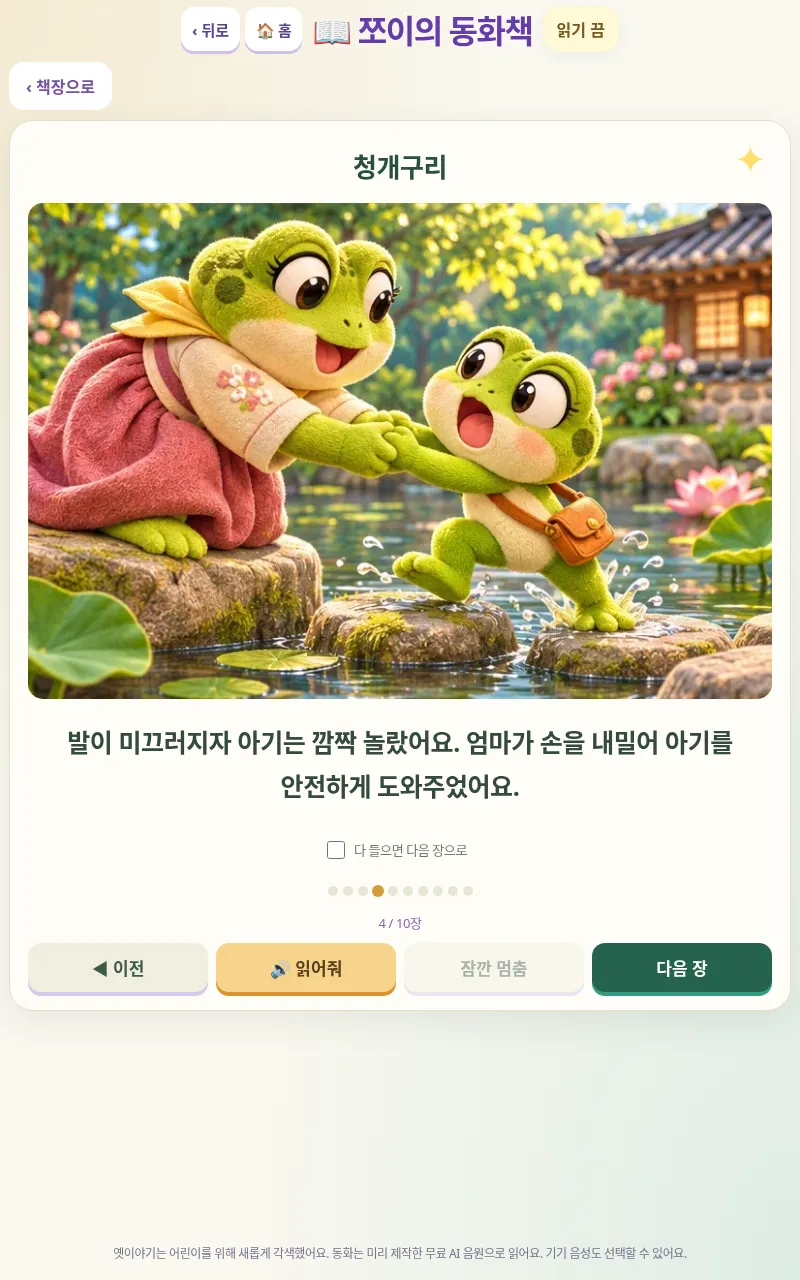 ‹ 뒤로
🏠 홈
📖 쪼이의 동화책
읽기 끔
‹ 책장으로
청개구리
발이 미끄러지자 아기는 깜짝 놀랐어요. 엄마가 손을 내밀어 아기를
안전하게 도와주었어요.
다 들으면 다음 장으로
4 / 10장
◀ 이전
🔊 읽어줘
잠깐 멈춤
다음 장
옛이야기는 어린이를 위해 새롭게 각색했어요. 동화는 미리 제작한 무료 AI 음원으로 읽어요. 기기 음성도 선택할 수 있어요.